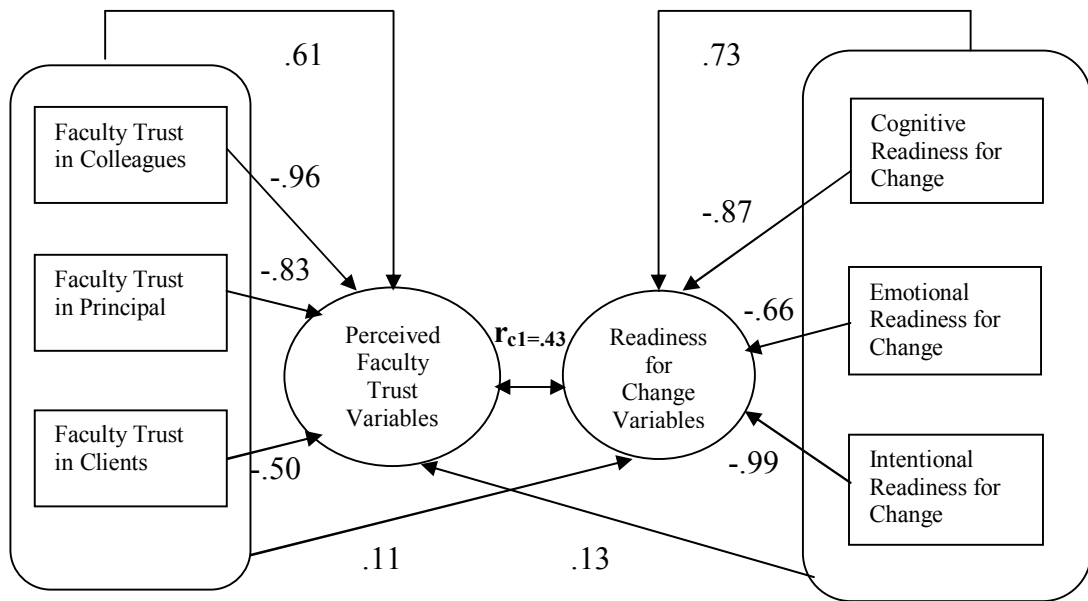 .61
.73
Faculty Trust
in Colleagues
-.96
Faculty Trust
in Principal
-.83
Faculty Trust
in Clients
-.50
Perceived
Faculty
Trust
Variables
rc1=.43
Readiness
for
Change
Variables
Cognitive
Readiness for
Change
-.87
Emotional
Readiness for
Change
-.66
Intentional
Readiness for
Change
-.99
.11
.13